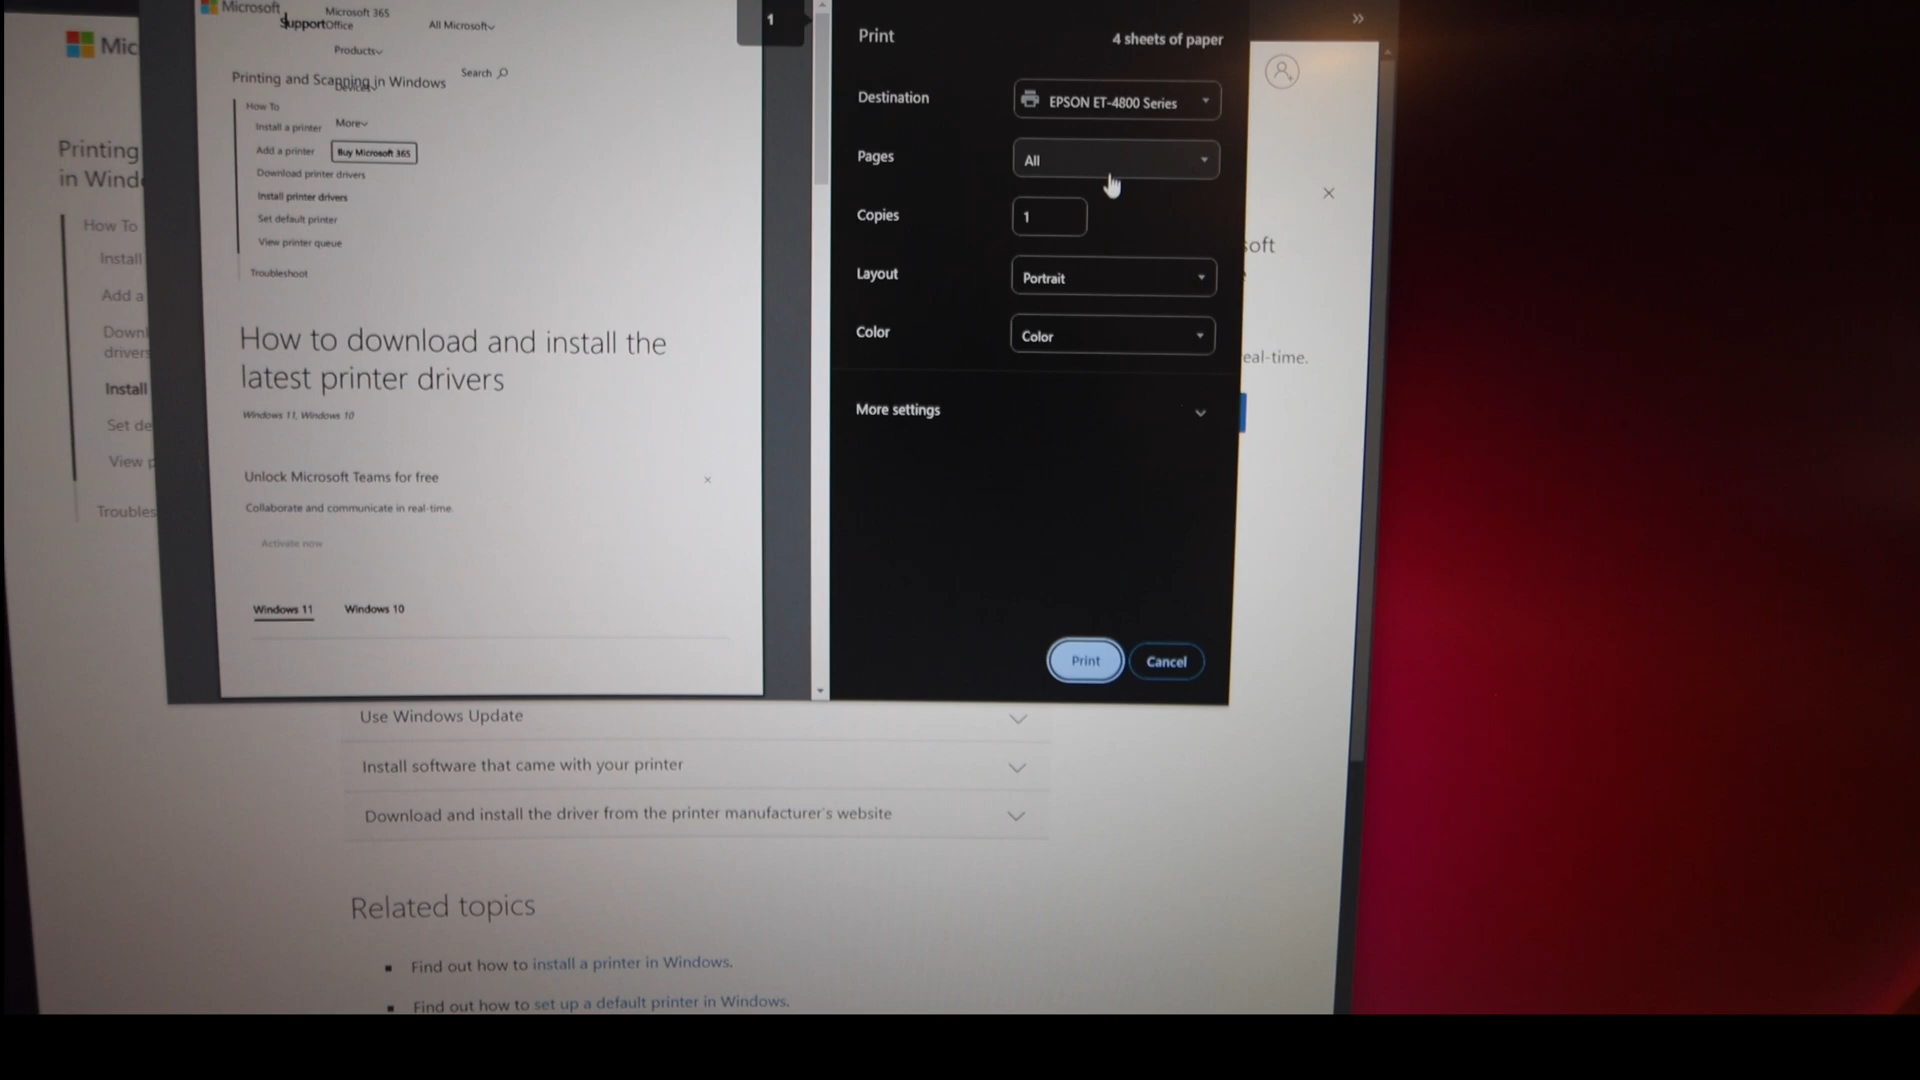 Mic
Printing
in Wind
How To
Install
Add a
Downl
drivers
Install
Set de
View p
Troubles
Microsoft
Support
Microsoft 365
Office
All Microsoft
Products
Devices
Search
Printing and Scanning in Windows
How To
Install a printer
More
Add a printer
Buy Microsoft 365
Download printer drivers
Install printer drivers
Set default printer
View printer queue
Troubleshoot
How to download and install the
latest printer drivers
Windows 11, Windows 10
Unlock Microsoft Teams for free
Collaborate and communicate in real-time.
Activate now
Windows 11 Windows 10
1
Print 4 sheets of paper
Destination EPSON ET-4800 Series
Pages All
Copies 1
Layout Portrait
Color Color
More settings
Print Cancel
soft
eal-time.
Use Windows Update
Install software that came with your printer
Download and install the driver from the printer manufacturer's website
Related topics
Find out how to install a printer in Windows.
Find out how to set up a default printer in Windows.